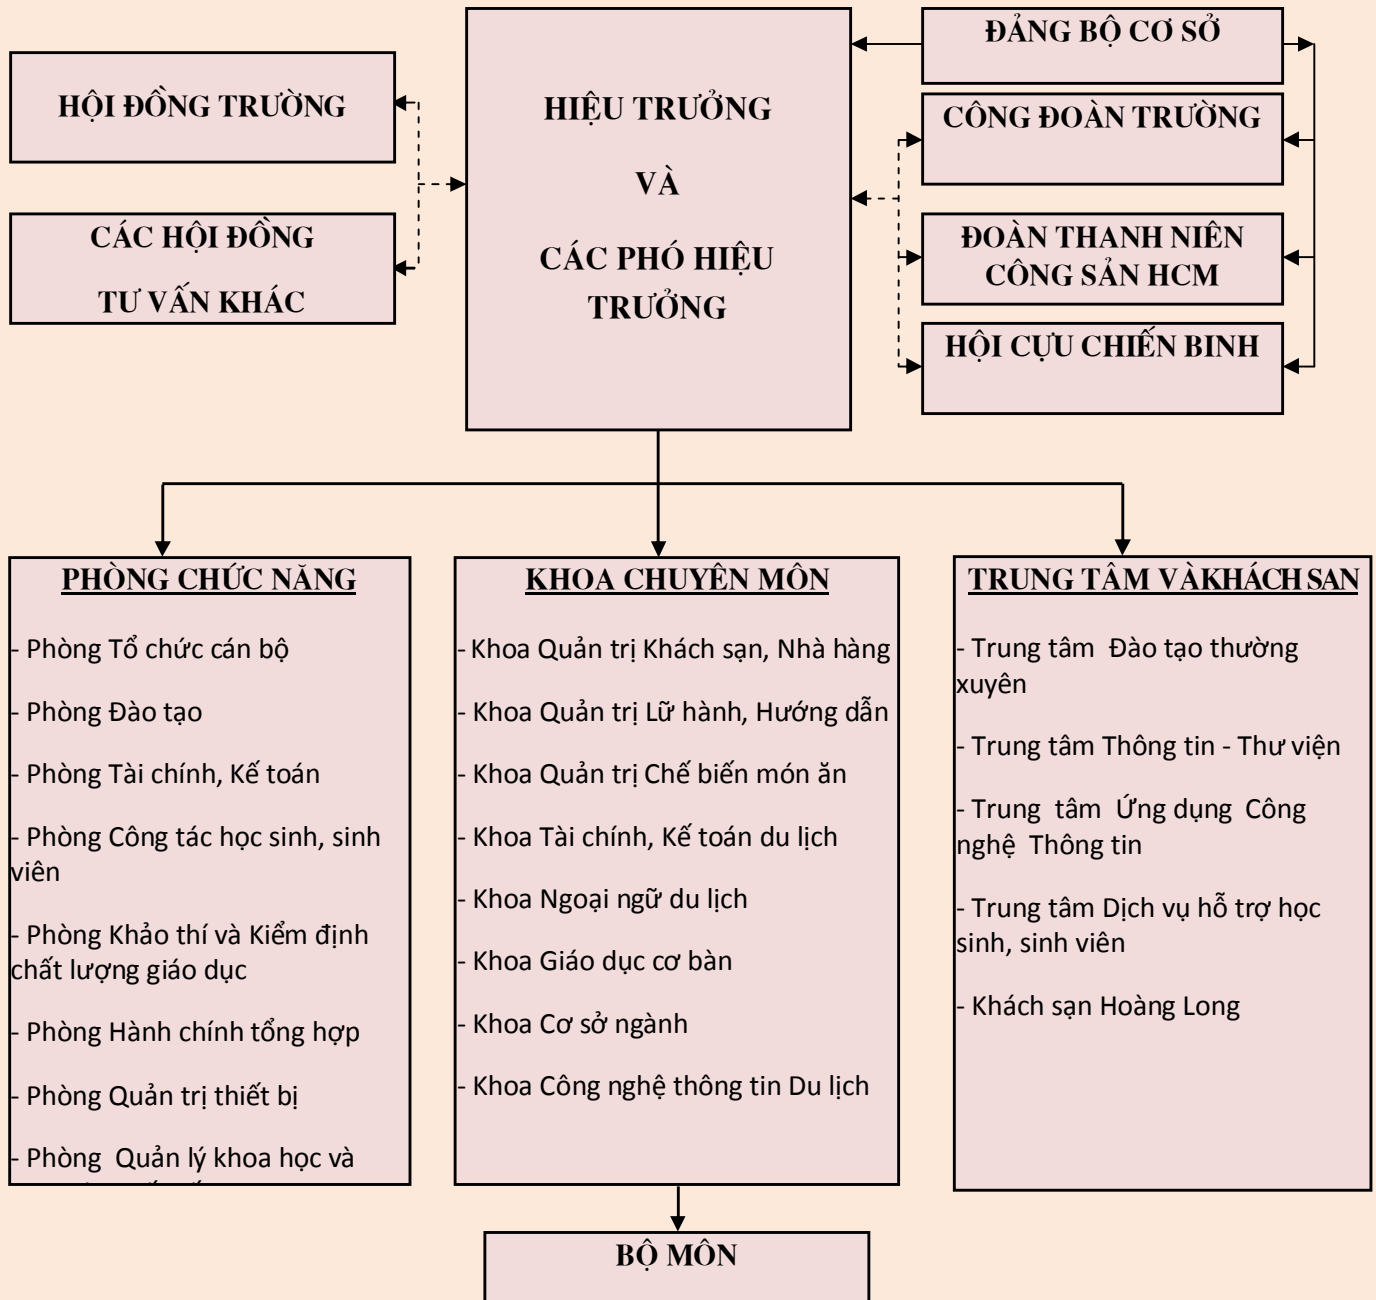 HỘI ĐỒNG TRƯỜNG
CÁC HỘI ĐỒNG
TƯ VẤN KHÁC
HIỆU TRƯỞNG
VÀ
CÁC PHÓ HIỆU
TRƯỞNG
ĐẢNG BỘ CƠ SỞ
CÔNG ĐOÀN TRƯỜNG
ĐOÀN THANH NIÊN
CÔNG SẢN HCM
HỘI CỰU CHIẾN BINH
PHÒNG CHỨC NĂNG
- Phòng Tổ chức cán bộ
- Phòng Đào tạo
- Phòng Tài chính, Kế toán
- Phòng Công tác học sinh, sinh
viên
- Phòng Khảo thí và Kiểm định
chất lượng giáo dục
- Phòng Hành chính tổng hợp
- Phòng Quản trị thiết bị
- Phòng Quản lý khoa học và
KHOA CHUYÊN MÔN
- Khoa Quản trị Khách sạn, Nhà hàng
- Khoa Quản trị Lữ hành, Hướng dẫn
- Khoa Quản trị Chế biến món ăn
- Khoa Tài chính, Kế toán du lịch
- Khoa Ngoại ngữ du lịch
- Khoa Giáo dục cơ bàn
- Khoa Cơ sở ngành
- Khoa Công nghệ thông tin Du lịch
TRUNG TÂM VÀKHÁCH SAN
- Trung tâm Đào tạo thường
xuyên
- Trung tâm Thông tin - Thư viện
- Trung tâm Ứng dụng Công
nghệ Thông tin
- Trung tâm Dịch vụ hỗ trợ học
sinh, sinh viên
- Khách sạn Hoàng Long
BỘ MÔN